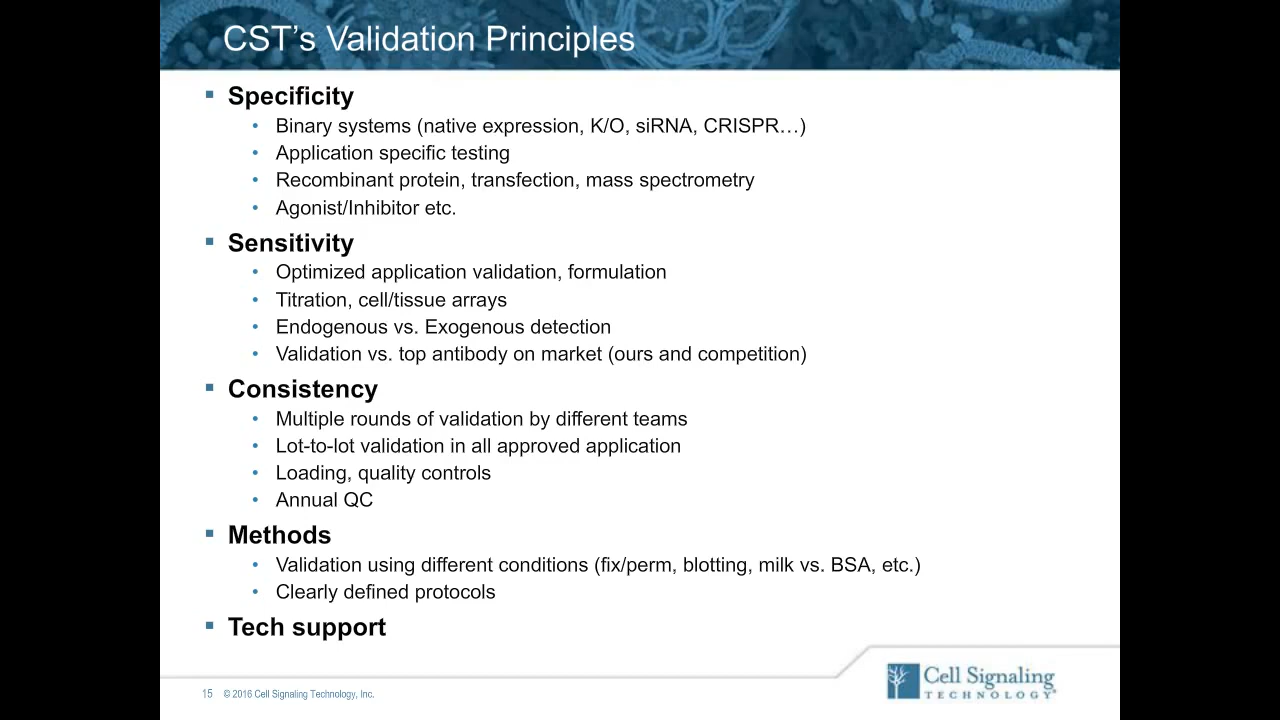 CST’s Validation Principles
▪ Specificity
• Binary systems (native expression, K/O, siRNA, CRISPR…)
• Application specific testing
• Recombinant protein, transfection, mass spectrometry
• Agonist/Inhibitor etc.
▪ Sensitivity
• Optimized application validation, formulation
• Titration, cell/tissue arrays
• Endogenous vs. Exogenous detection
• Validation vs. top antibody on market (ours and competition)
▪ Consistency
• Multiple rounds of validation by different teams
• Lot-to-lot validation in all approved application
• Loading, quality controls
• Annual QC
▪ Methods
• Validation using different conditions (fix/perm, blotting, milk vs. BSA, etc.)
• Clearly defined protocols
▪ Tech support
15 © 2016 Cell Signaling Technology, Inc.
Cell Signaling
TECHNOLOGY®